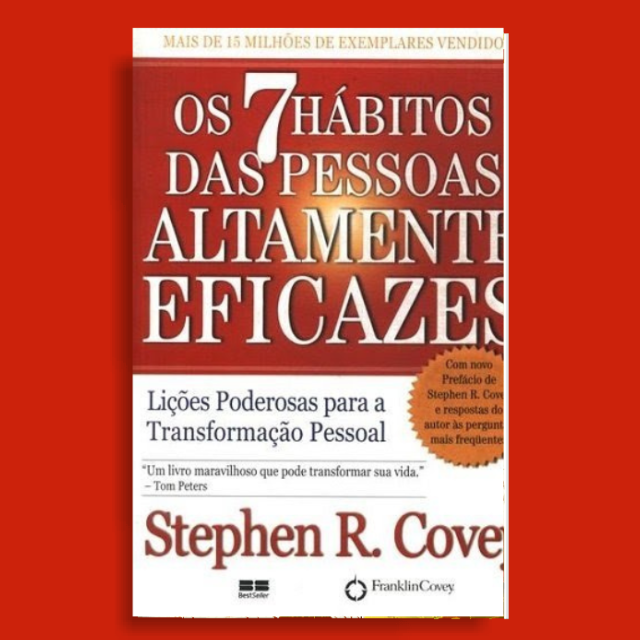 MAIS DE 15 MILHÕES DE EXEMPLARES VENDIDO
OS 7 HÁBITOS
DAS PESSOAS
ALTAMENTE
EFICAZES
Com novo
Prefácio de
Stephen R. Cove
e respostas do
autor às pergunt
mais freqüente
Lições Poderosas para a
Transformação Pessoal
"Um livro maravilhoso que pode transformar sua vida."
– Tom Peters
Stephen R. Covey
BestSeller
FranklinCovey